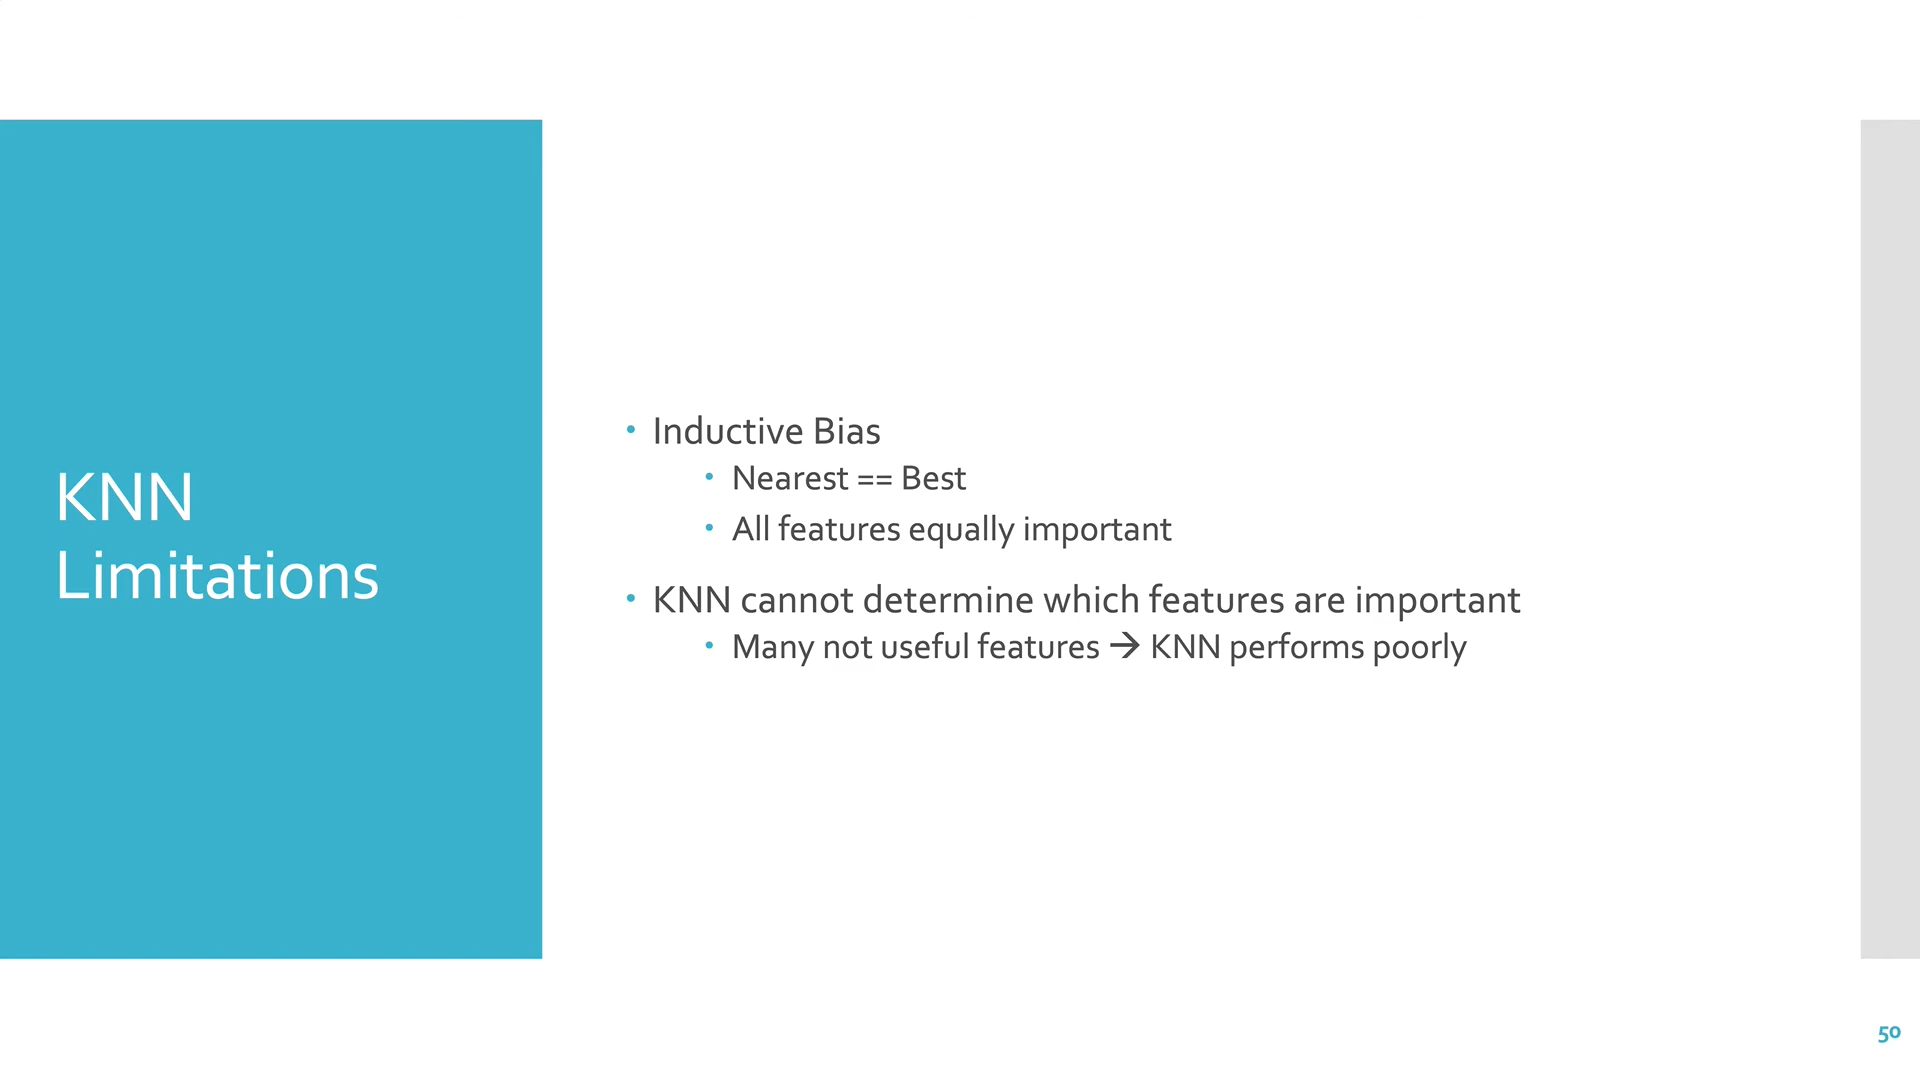 KNN
Limitations
• Inductive Bias
• Nearest == Best
• All features equally important
• KNN cannot determine which features are important
• Many not useful features → KNN performs poorly
50